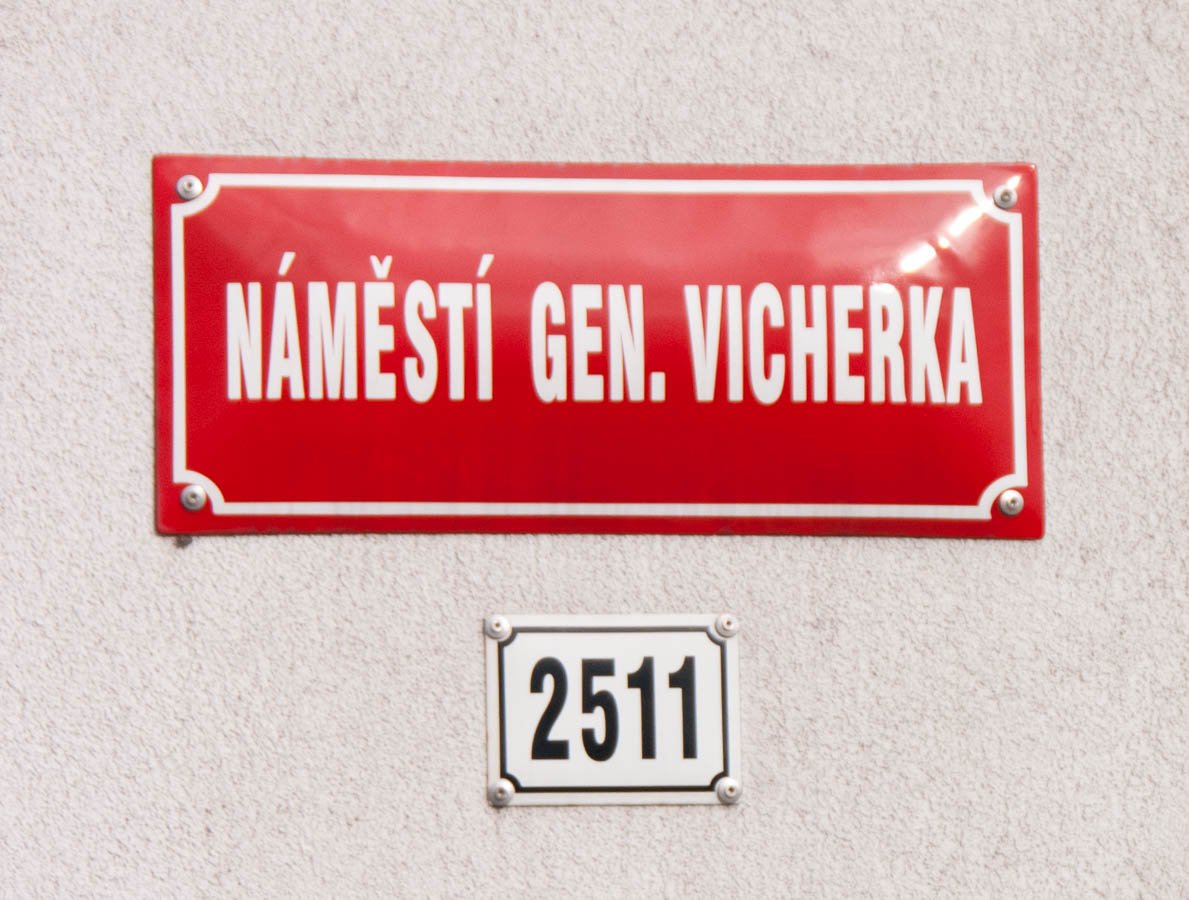 NÁMĚSTÍ GEN. VICHERKA
2511